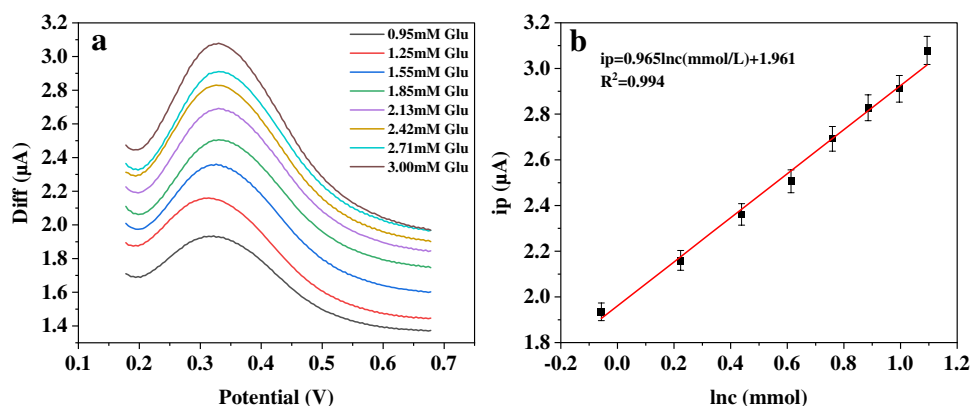 a
0.95mM Glu
1.25mM Glu
1.55mM Glu
1.85mM Glu
2.13mM Glu
2.42mM Glu
2.71mM Glu
3.00mM Glu
3.2
3.0
2.8
2.6
2.4
2.2
2.0
1.8
1.6
1.4
Diff (μA)
0.1 0.2 0.3 0.4 0.5 0.6 0.7
Potential (V)
b
ip=0.965lnc(mmol/L)+1.961
R²=0.994
3.2
3.0
2.8
2.6
2.4
2.2
2.0
1.8
ip (μA)
-0.2 0.0 0.2 0.4 0.6 0.8 1.0 1.2
lnc (mmol)